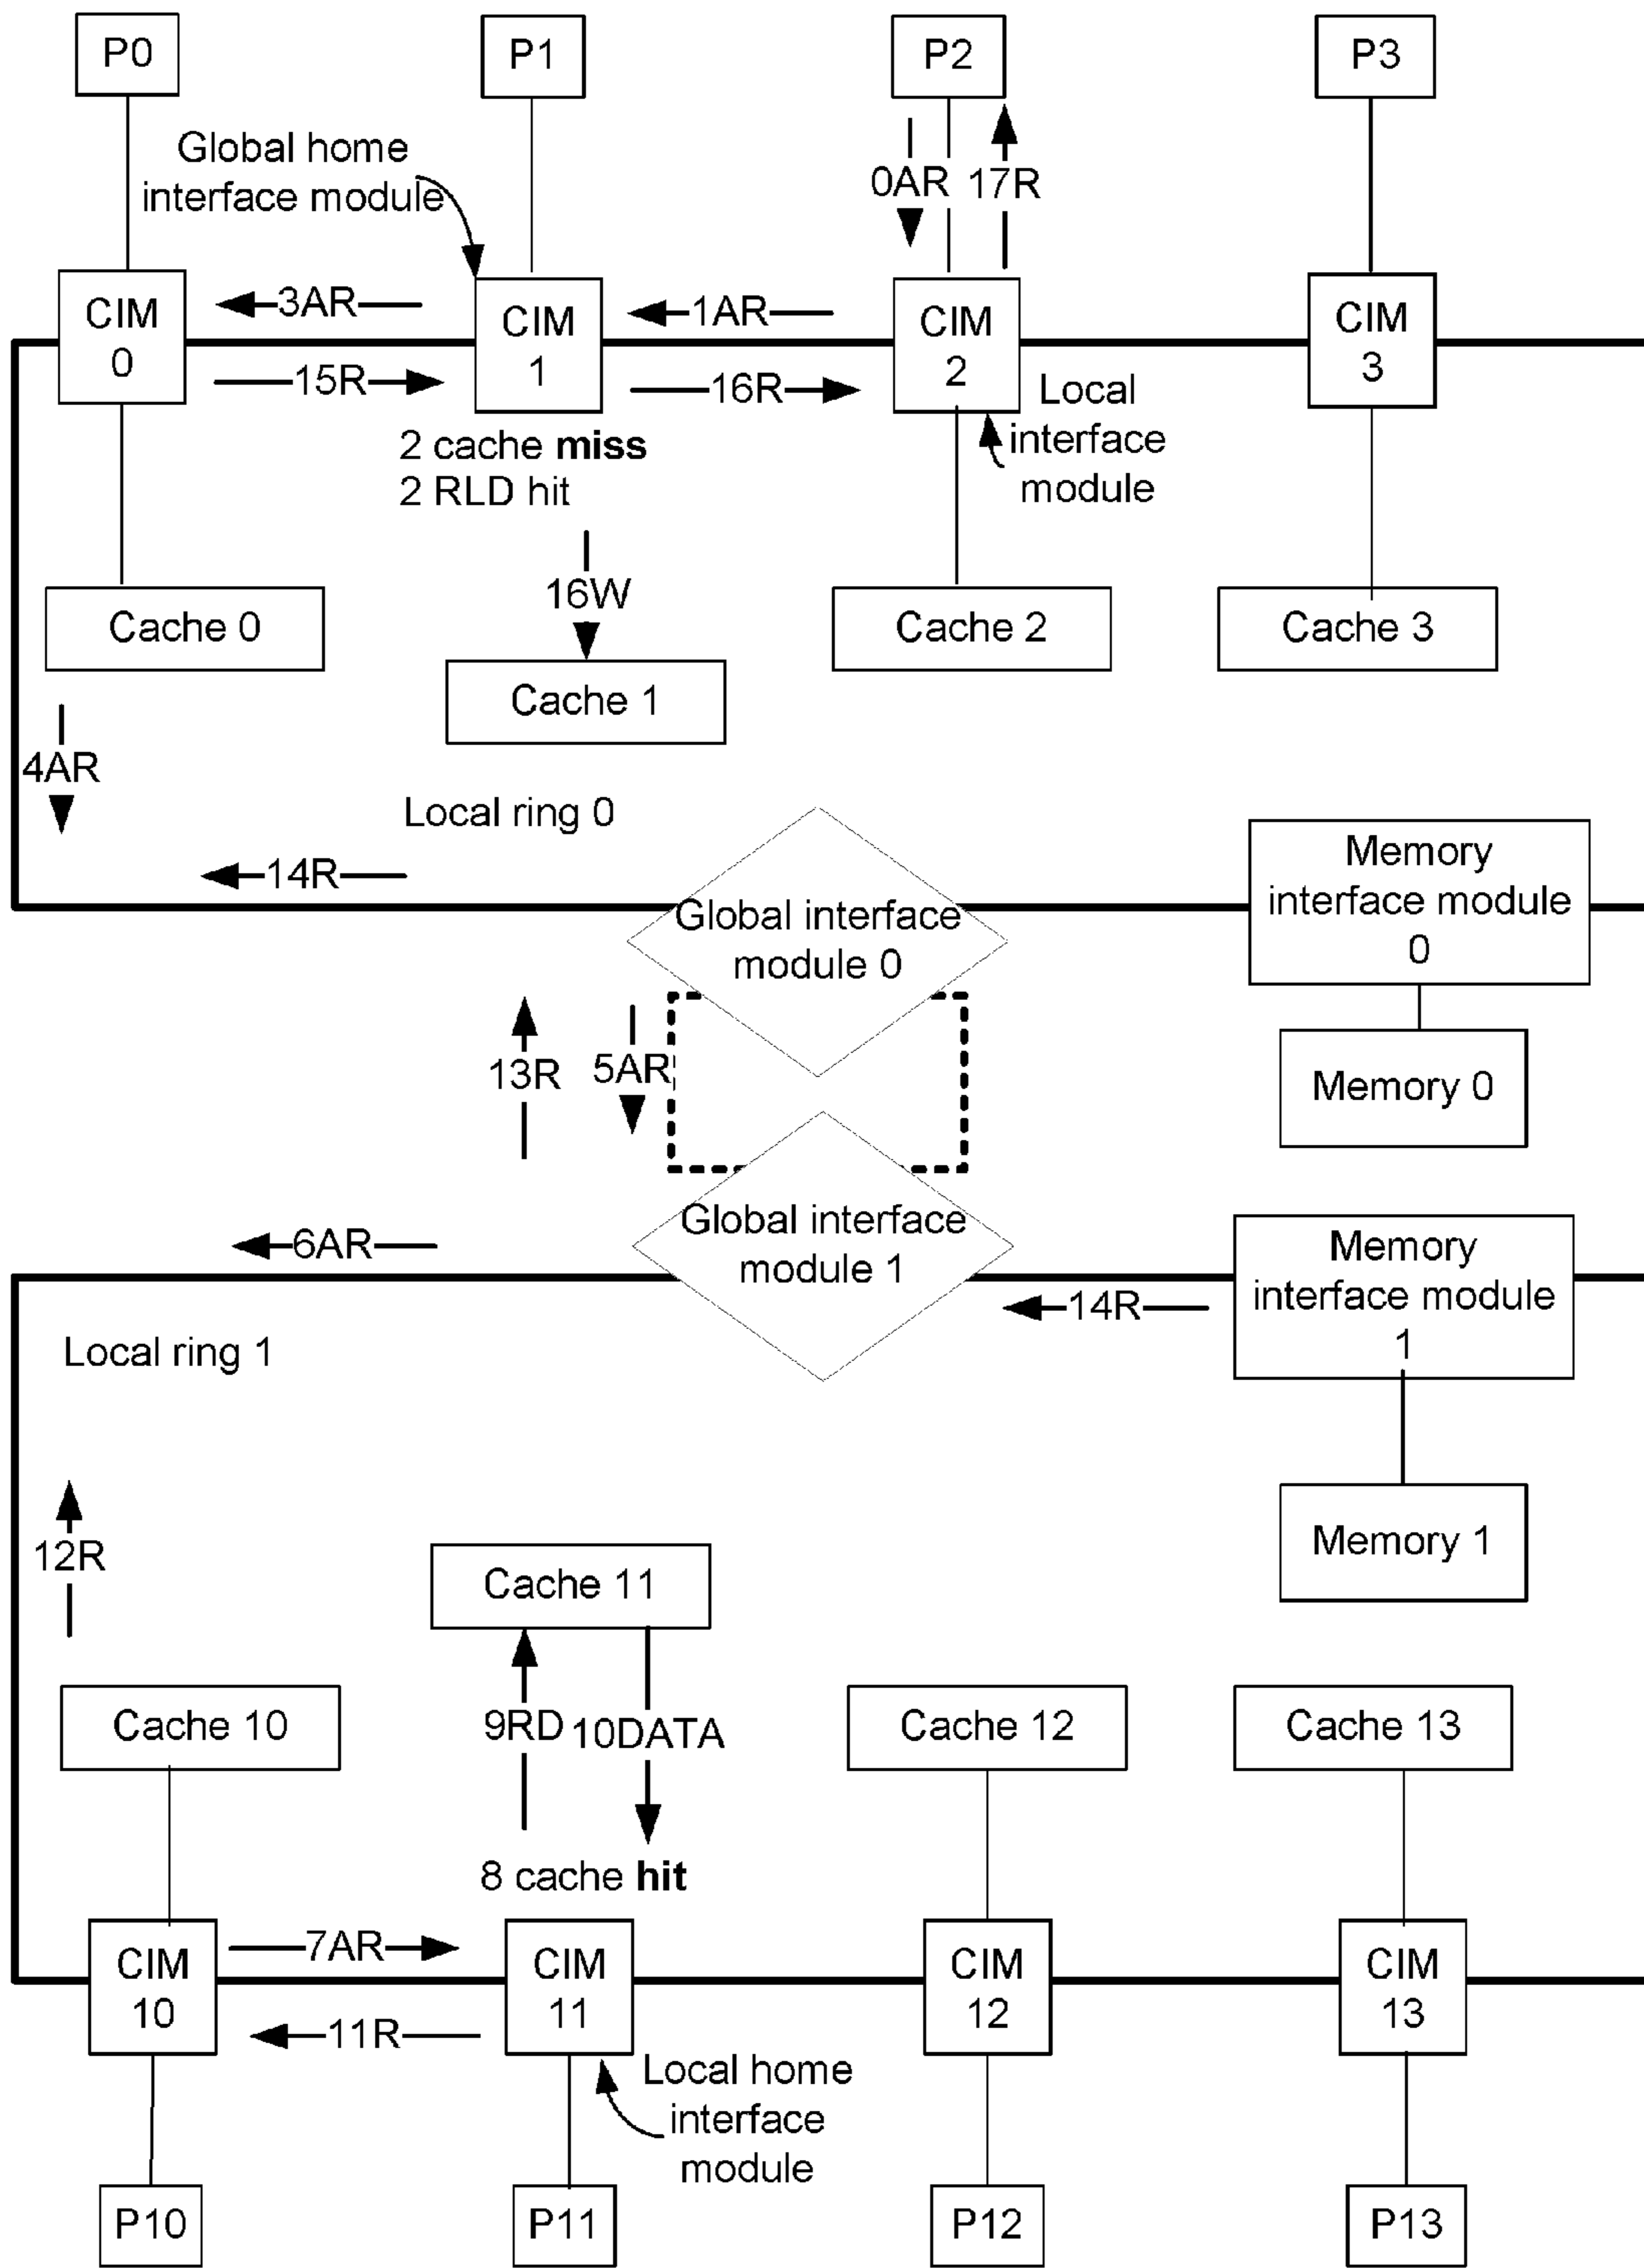 P0
P1
P2
P3
Global home
interface module
0AR
17R
3AR
1AR
CIM
0
CIM
1
CIM
2
CIM
3
15R
16R
Local
interface
module
2 cache miss
2 RLD hit
16W
Cache 0
Cache 1
Cache 2
Cache 3
4AR
Local ring 0
14R
Global interface
module 0
Memory
interface module
0
13R
5AR
Memory 0
6AR
Global interface
module 1
Memory
interface module
1
14R
Local ring 1
12R
Memory 1
Cache 11
9RD
10DATA
Cache 10
Cache 12
Cache 13
8 cache hit
7AR
CIM
10
CIM
11
CIM
12
CIM
13
11R
Local home
interface
module
P10
P11
P12
P13